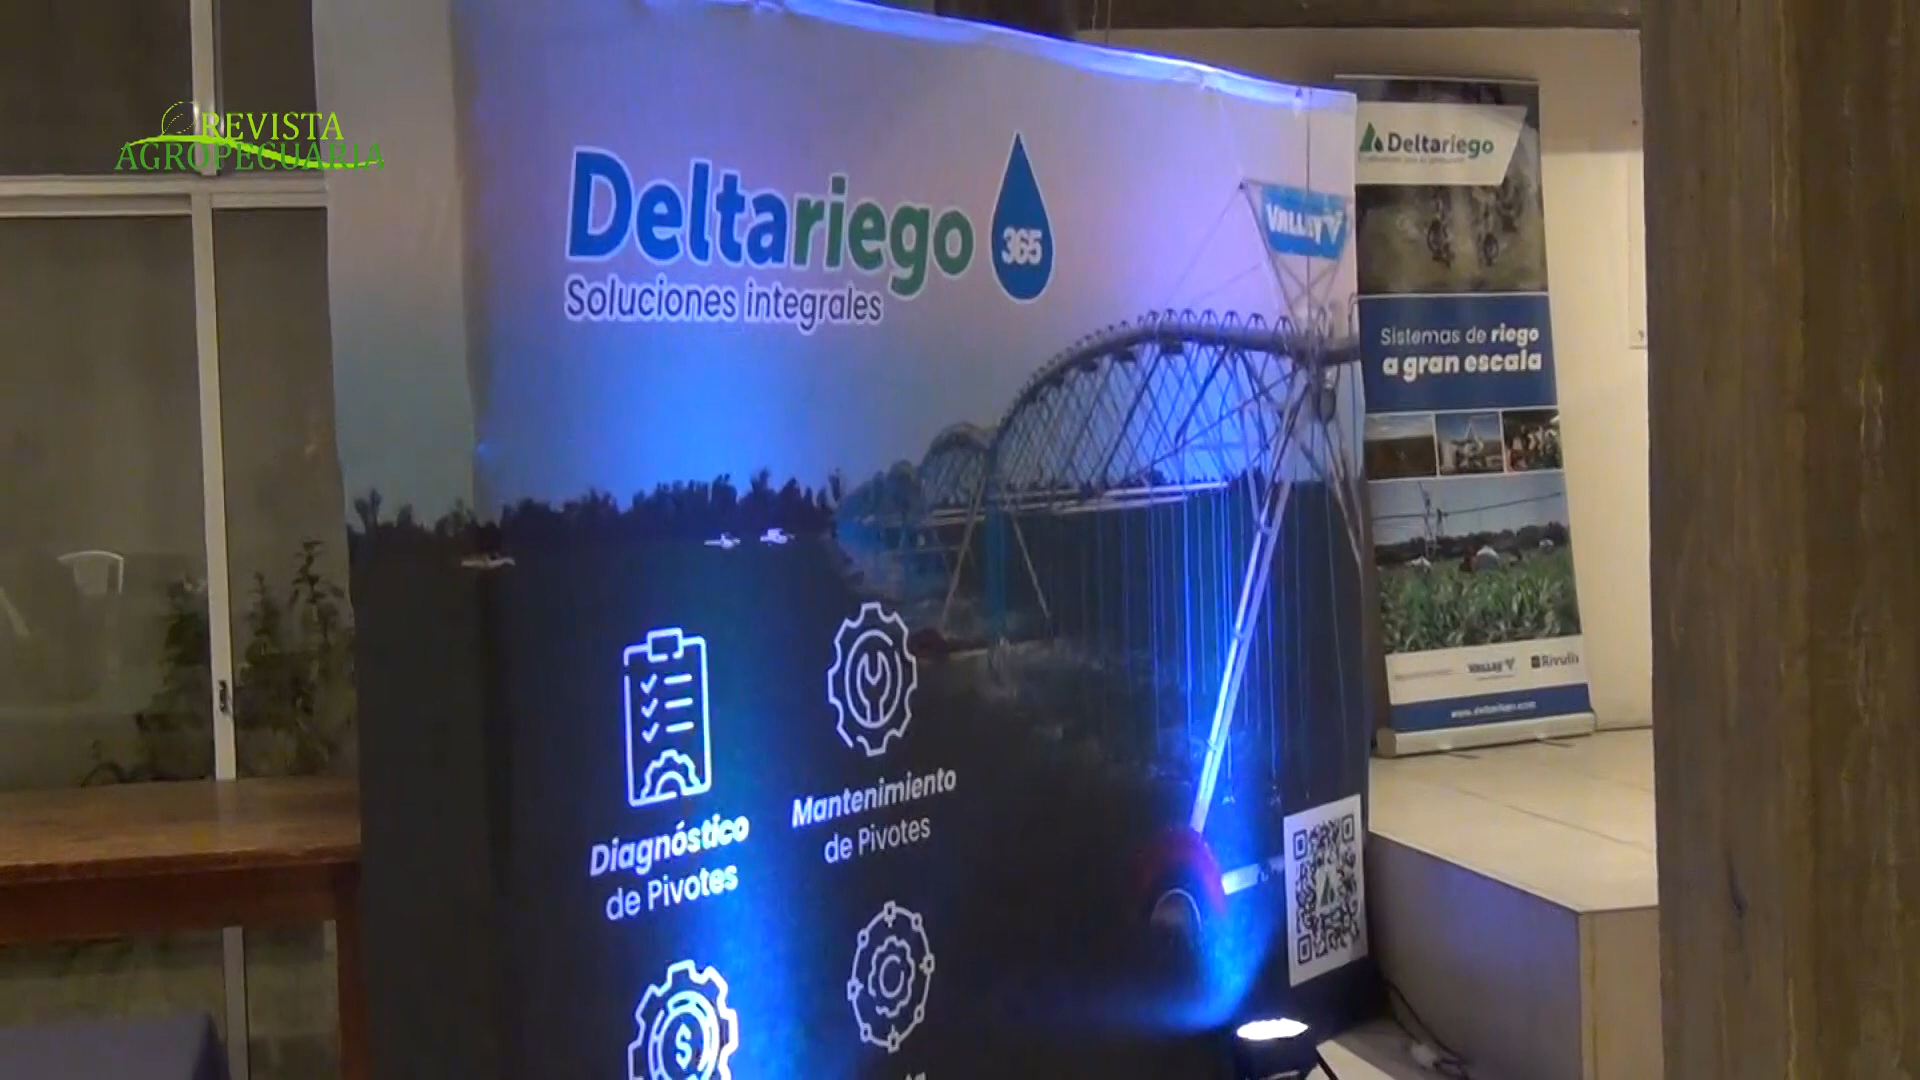 REVISTA
AGROPECUARIA
Deltariego
365
Soluciones integrales
VALLEY
Diagnóstico
de Pivotes
Mantenimiento
de Pivotes
$
Deltariego
Sistemas de riego
a gran escala
VALLEY
Rivulis